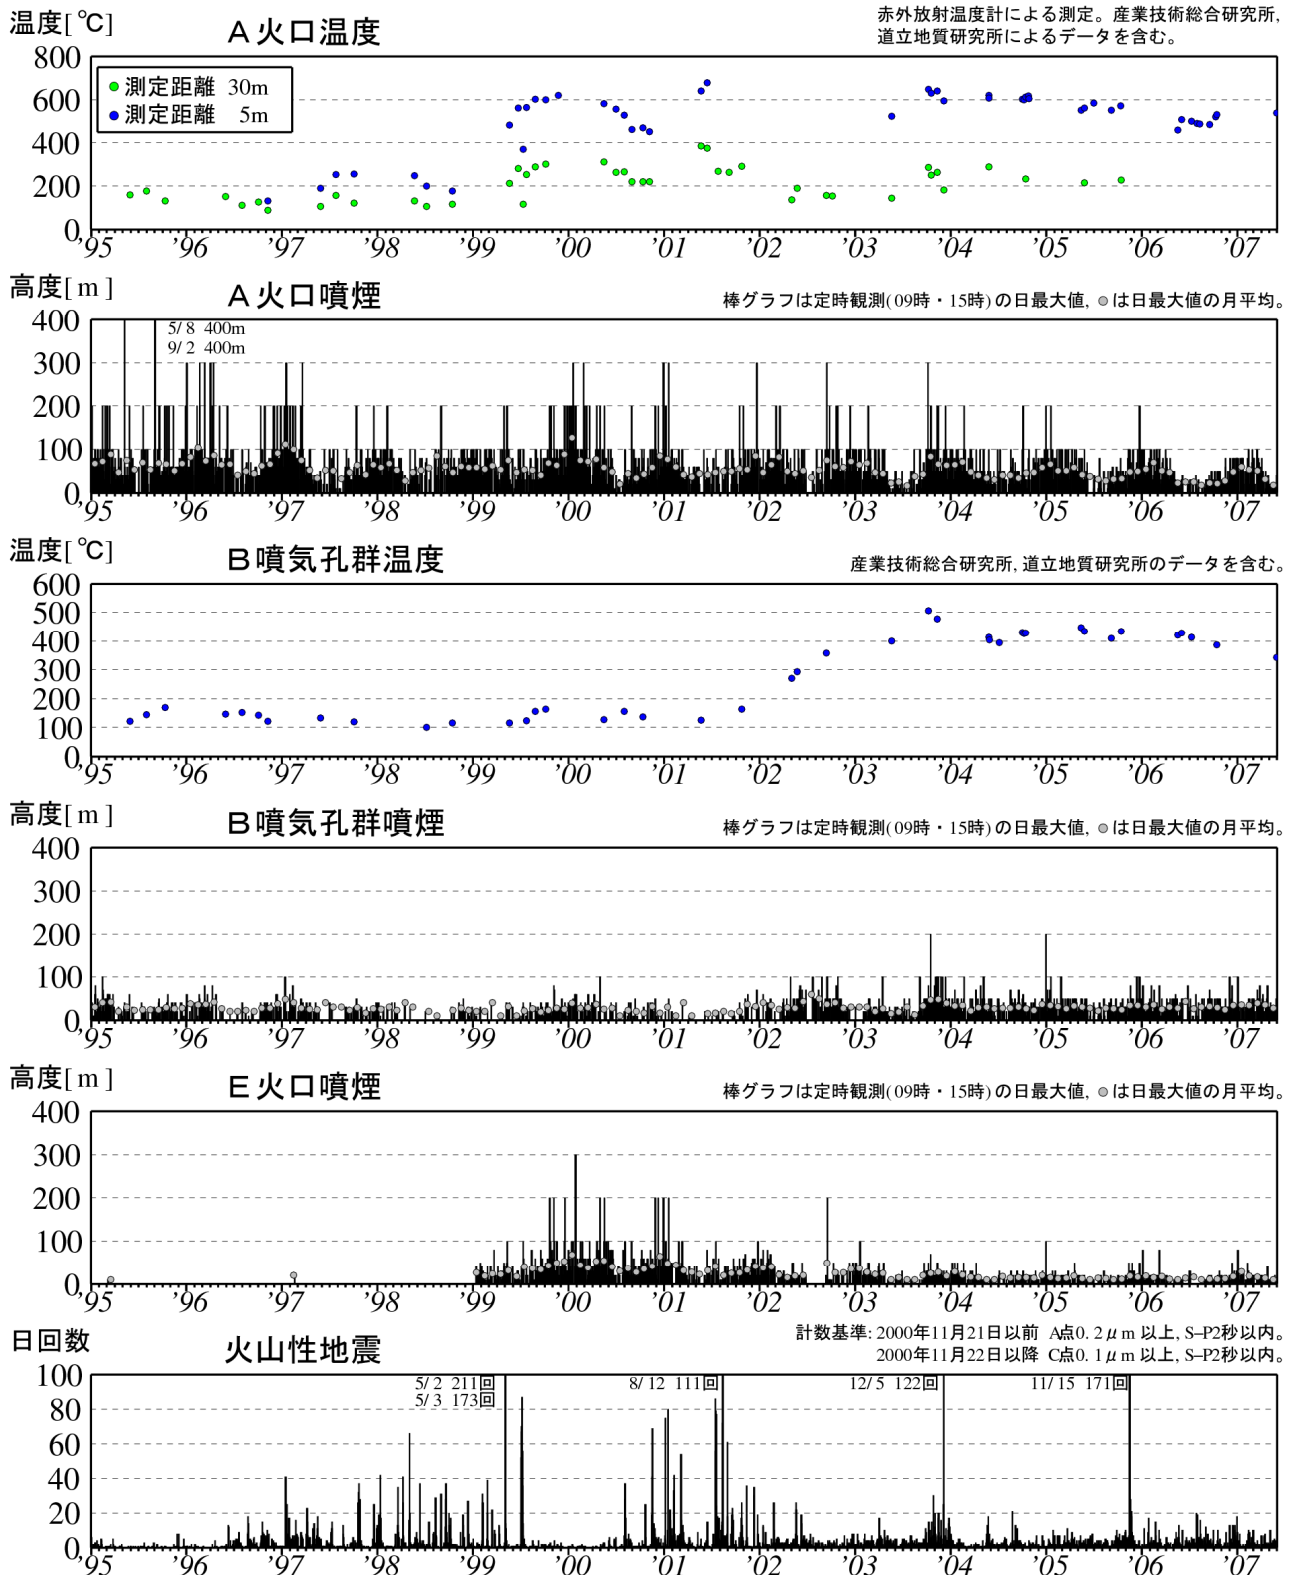 温度[℃]
A火口温度
赤外放射温度計による測定。産業技術総合研究所,
道立地質研究所によるデータを含む。
800
測定距離 30m
600
測定距離 5m
400
200
0
'95 '96 '97 '98 '99 '00 '01 '02 '03 '04 '05 '06 '07
高度[m]
A火口噴煙
棒グラフは定時観測(09時・15時)の日最大値, ●は日最大値の月平均。
400
5/8 400m
9/2 400m
300
200
100
0
'95 '96 '97 '98 '99 '00 '01 '02 '03 '04 '05 '06 '07
温度[℃]
B噴気孔群温度
産業技術総合研究所, 道立地質研究所のデータを含む。
600
500
400
300
200
100
0
'95 '96 '97 '98 '99 '00 '01 '02 '03 '04 '05 '06 '07
高度[m]
B噴気孔群噴煙
棒グラフは定時観測(09時・15時)の日最大値, ●は日最大値の月平均。
400
300
200
100
0
'95 '96 '97 '98 '99 '00 '01 '02 '03 '04 '05 '06 '07
高度[m]
E火口噴煙
棒グラフは定時観測(09時・15時)の日最大値, ●は日最大値の月平均。
400
300
200
100
0
'95 '96 '97 '98 '99 '00 '01 '02 '03 '04 '05 '06 '07
日回数
火山性地震
計数基準: 2000年11月21日以前 A点0.2μm以上, S–P2秒以内。
2000年11月22日以降 C点0.1μm以上, S–P2秒以内。
100
5/2 211回
5/3 173回
8/12 111回
12/5 122回
11/15 171回
80
60
40
20
0
'95 '96 '97 '98 '99 '00 '01 '02 '03 '04 '05 '06 '07